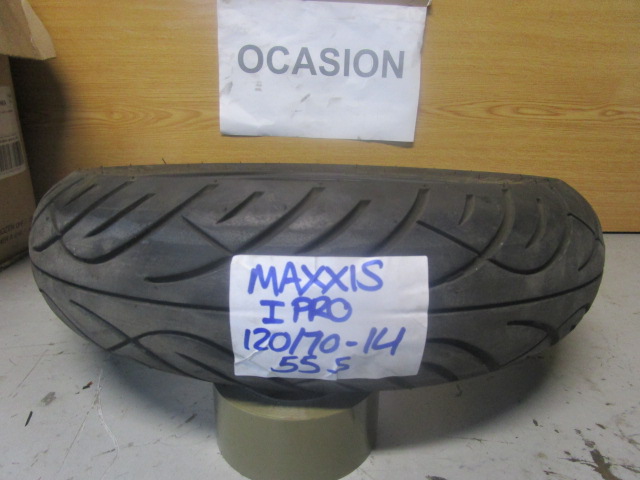 OCASION
MAXXIS
I PRO
120/70-14
55 S